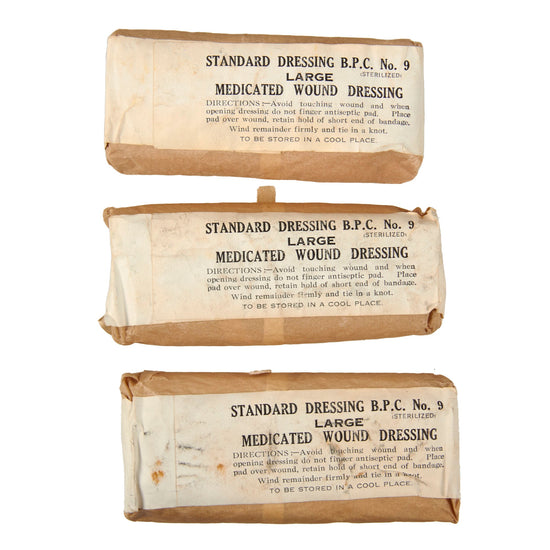 STANDARD DRESSING B.P.C. No. 9
(STERILIZED)
LARGE
MEDICATED WOUND DRESSING
DIRECTIONS :—Avoid touching wound and when
opening dressing do not finger antiseptic pad. Place
pad over wound, retain hold of short end of bandage.
Wind remainder firmly and tie in a knot.
TO BE STORED IN A COOL PLACE.
STANDARD DRESSING B.P.C. No. 9
(STERILIZED)
LARGE
MEDICATED WOUND DRESSING
DIRECTIONS :—Avoid touching wound and when
opening dressing do not finger antiseptic pad. Place
pad over wound, retain hold of short end of bandage.
Wind remainder firmly and tie in a knot.
TO BE STORED IN A COOL PLACE.
STANDARD DRESSING B.P.C. No. 9
(STERILIZED)
LARGE
MEDICATED WOUND DRESSING
DIRECTIONS :—Avoid touching wound and when
opening dressing do not finger antiseptic pad. Place
pad over wound, retain hold of short end of bandage.
Wind remainder firmly and tie in a knot.
TO BE STORED IN A COOL PLACE.